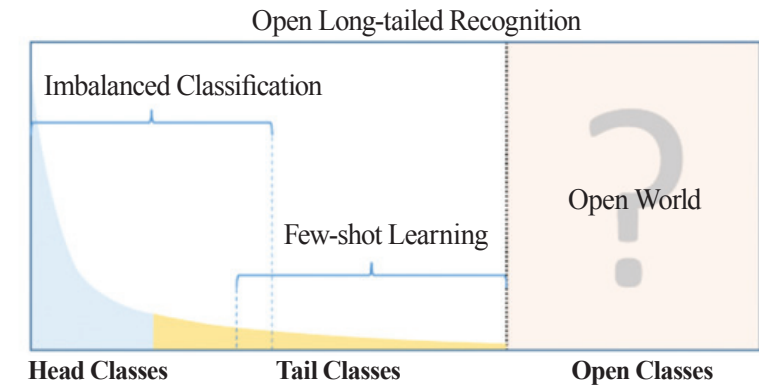 Open Long-tailed Recognition
Imbalanced Classification
?
Open World
Few-shot Learning
Head Classes Tail Classes Open Classes